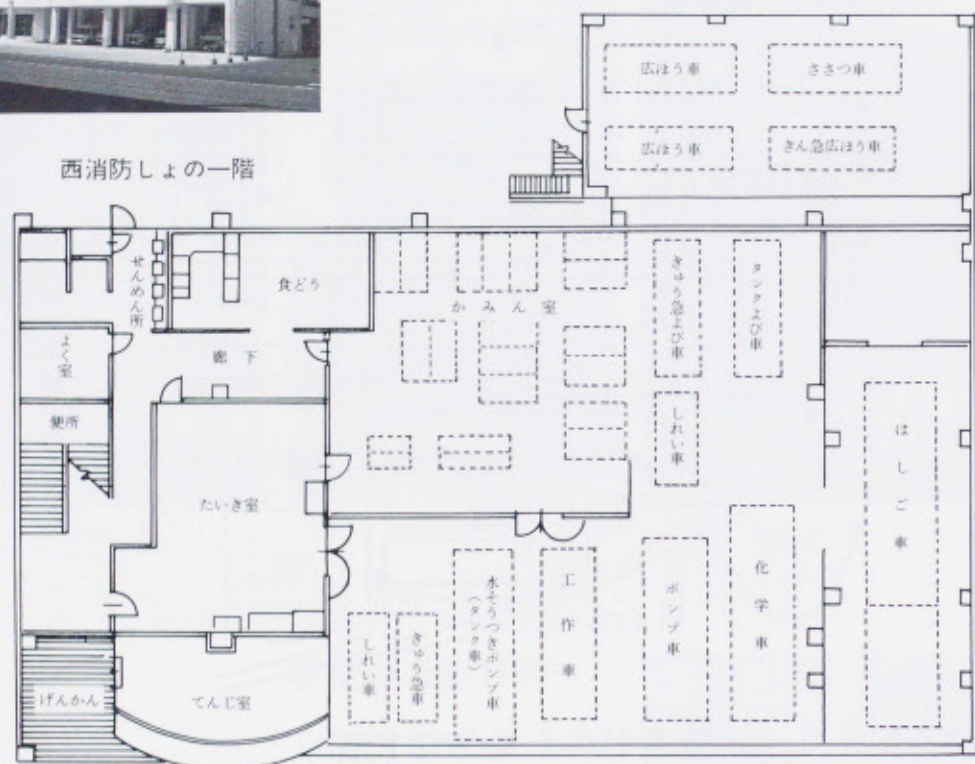 西消防しょの一階
広ほう車
ささつ車
広ほう車
きん急広ほう車
せんめん所
食どう
かみん室
きゅう急よび車
タンクよび車
よく室
廊下
便所
しれい車
はしご車
たいき室
しれい車
きゅう急車
水そうつきポンプ車
（タンク車）
工作車
ポンプ車
化学車
げんかん
てんじ室